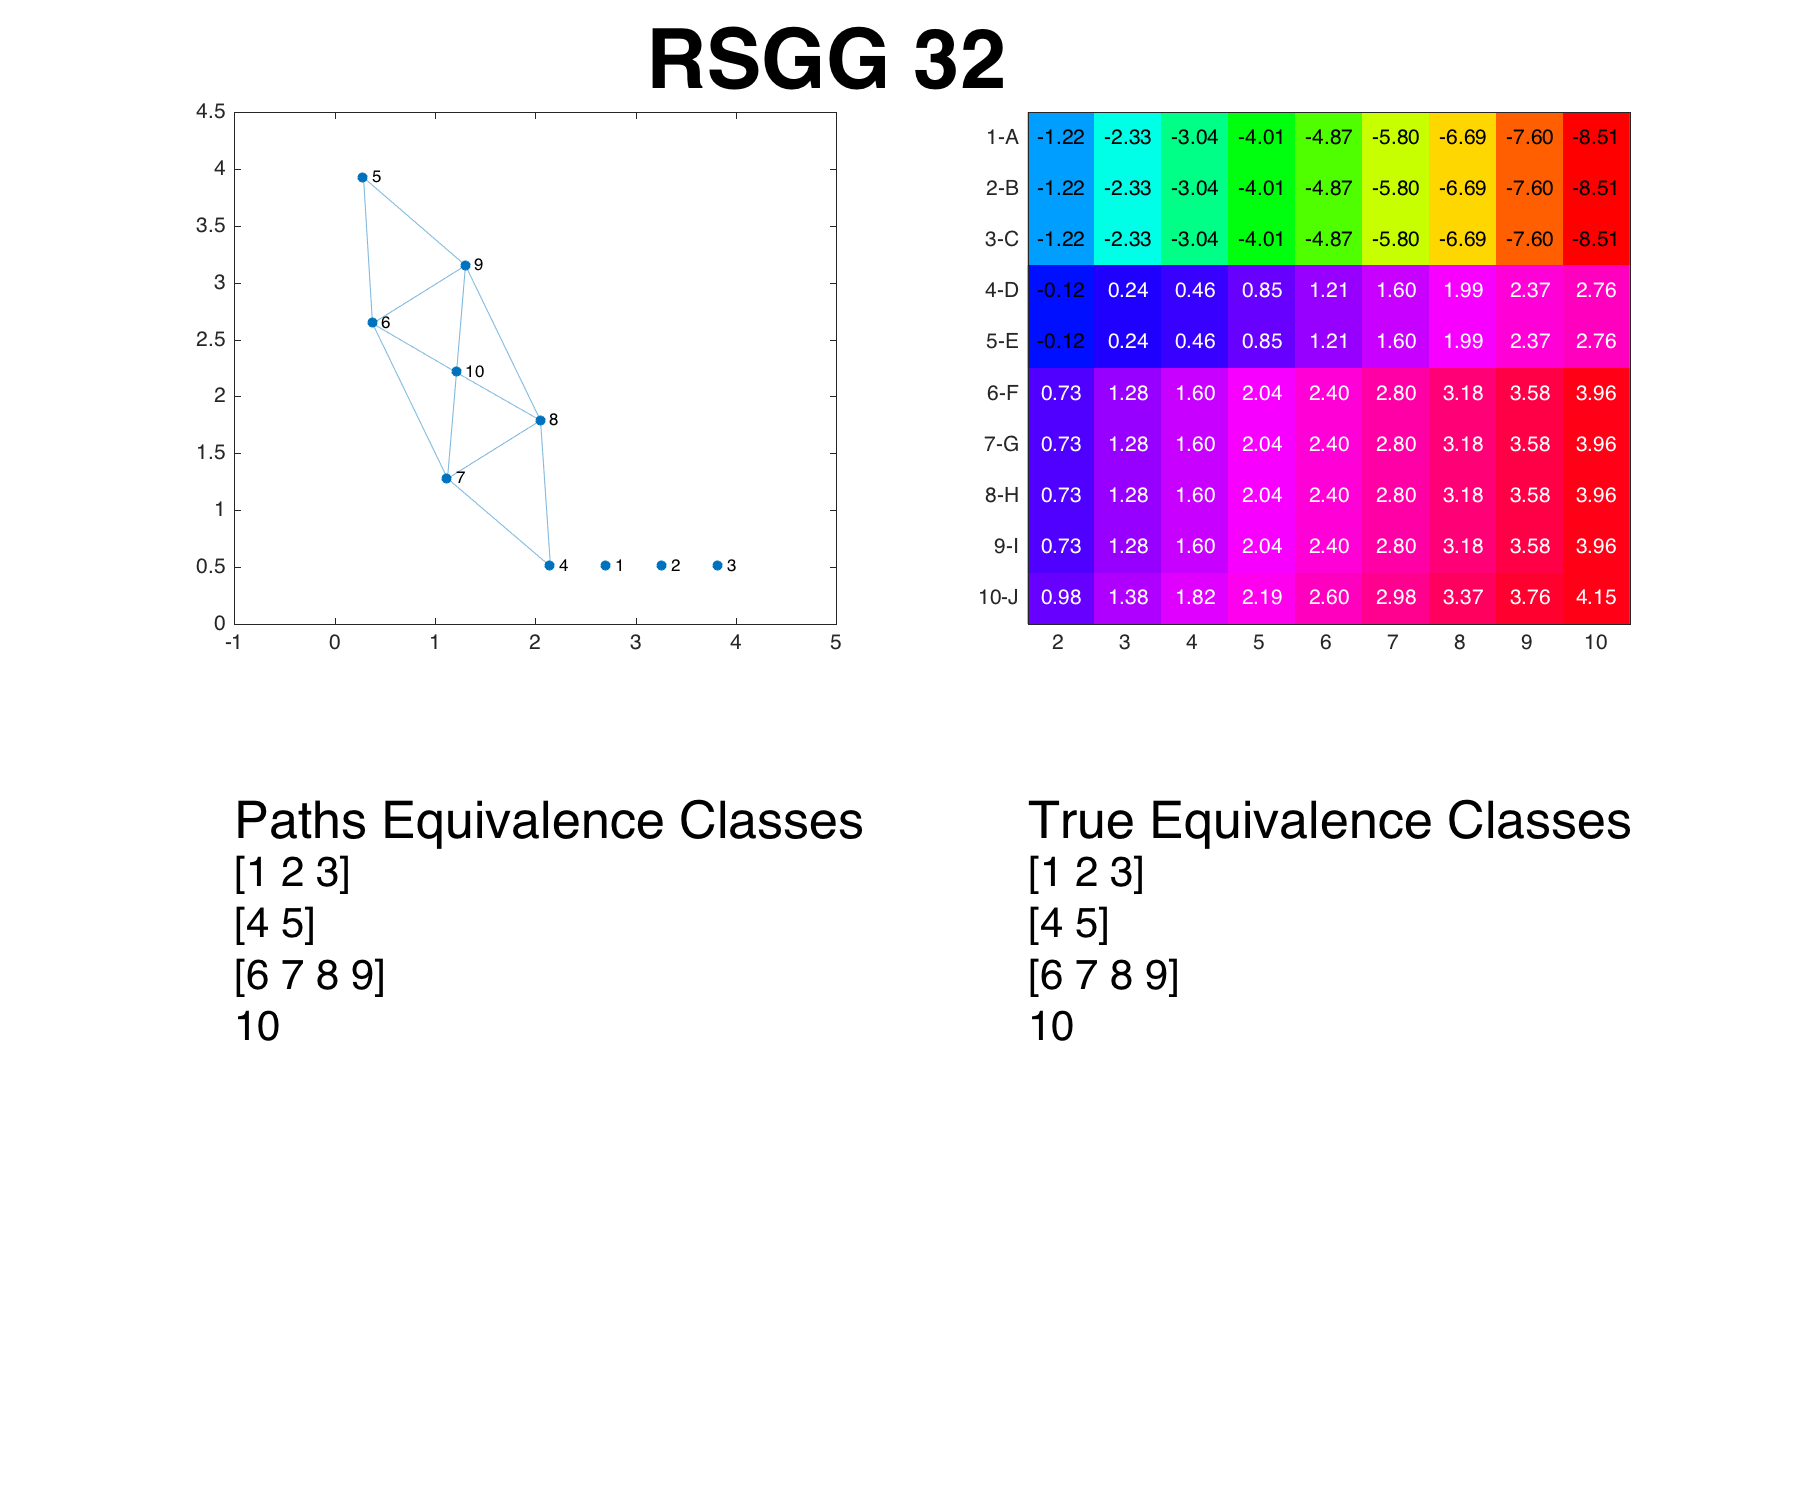 RSGG 32
4.5
4
3.5
3
2.5
2
1.5
1
0.5
0
-1 0 1 2 3 4 5
5
9
6
10
8
7
4 1 2 3
1-A -1.22 -2.33 -3.04 -4.01 -4.87 -5.80 -6.69 -7.60 -8.51
2-B -1.22 -2.33 -3.04 -4.01 -4.87 -5.80 -6.69 -7.60 -8.51
3-C -1.22 -2.33 -3.04 -4.01 -4.87 -5.80 -6.69 -7.60 -8.51
4-D -0.12 0.24 0.46 0.85 1.21 1.60 1.99 2.37 2.76
5-E -0.12 0.24 0.46 0.85 1.21 1.60 1.99 2.37 2.76
6-F 0.73 1.28 1.60 2.04 2.40 2.80 3.18 3.58 3.96
7-G 0.73 1.28 1.60 2.04 2.40 2.80 3.18 3.58 3.96
8-H 0.73 1.28 1.60 2.04 2.40 2.80 3.18 3.58 3.96
9-I 0.73 1.28 1.60 2.04 2.40 2.80 3.18 3.58 3.96
10-J 0.98 1.38 1.82 2.19 2.60 2.98 3.37 3.76 4.15
2 3 4 5 6 7 8 9 10
Paths Equivalence Classes
[1 2 3]
[4 5]
[6 7 8 9]
10
True Equivalence Classes
[1 2 3]
[4 5]
[6 7 8 9]
10